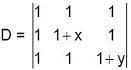 D = | 1 1 1 |
| 1 1+x 1 |
| 1 1 1+y |